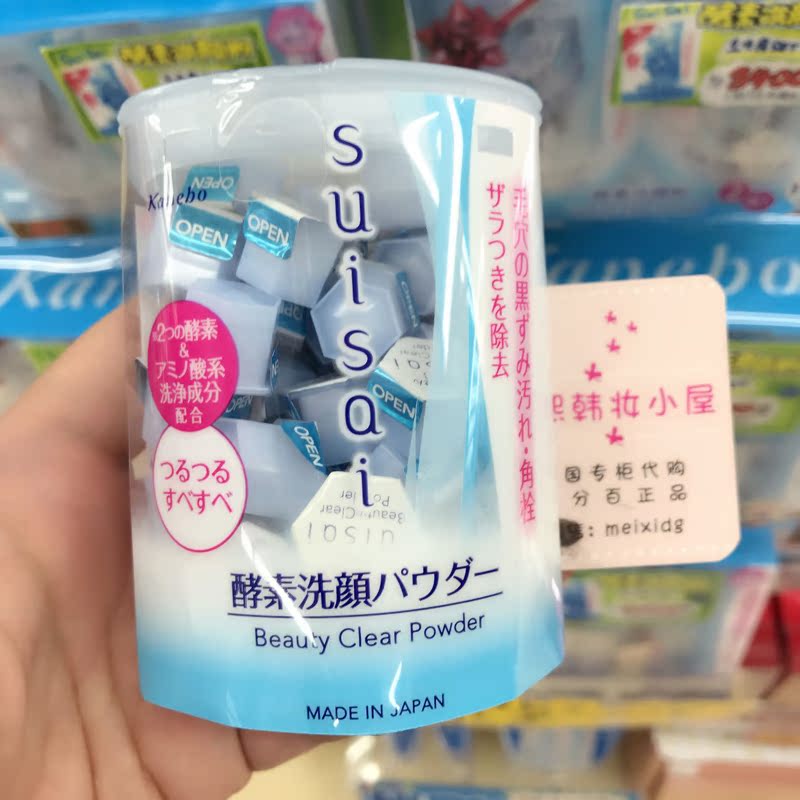 Kanebo
suisai
OPEN
OPEN
OPEN
OPEN
OPEN
2つの酵素
&
アミノ酸系
洗浄成分
配合
つるつる
すべすべ
毛穴の黒ずみ汚れ・角栓
ザラつきを除去
uisai
Beauty Clear
Powder
酵素洗顔パウダー
Beauty Clear Powder
MADE IN JAPAN
韩妆小屋
国专柜代购
分百正品
: meixidg
Kan
Kanebo